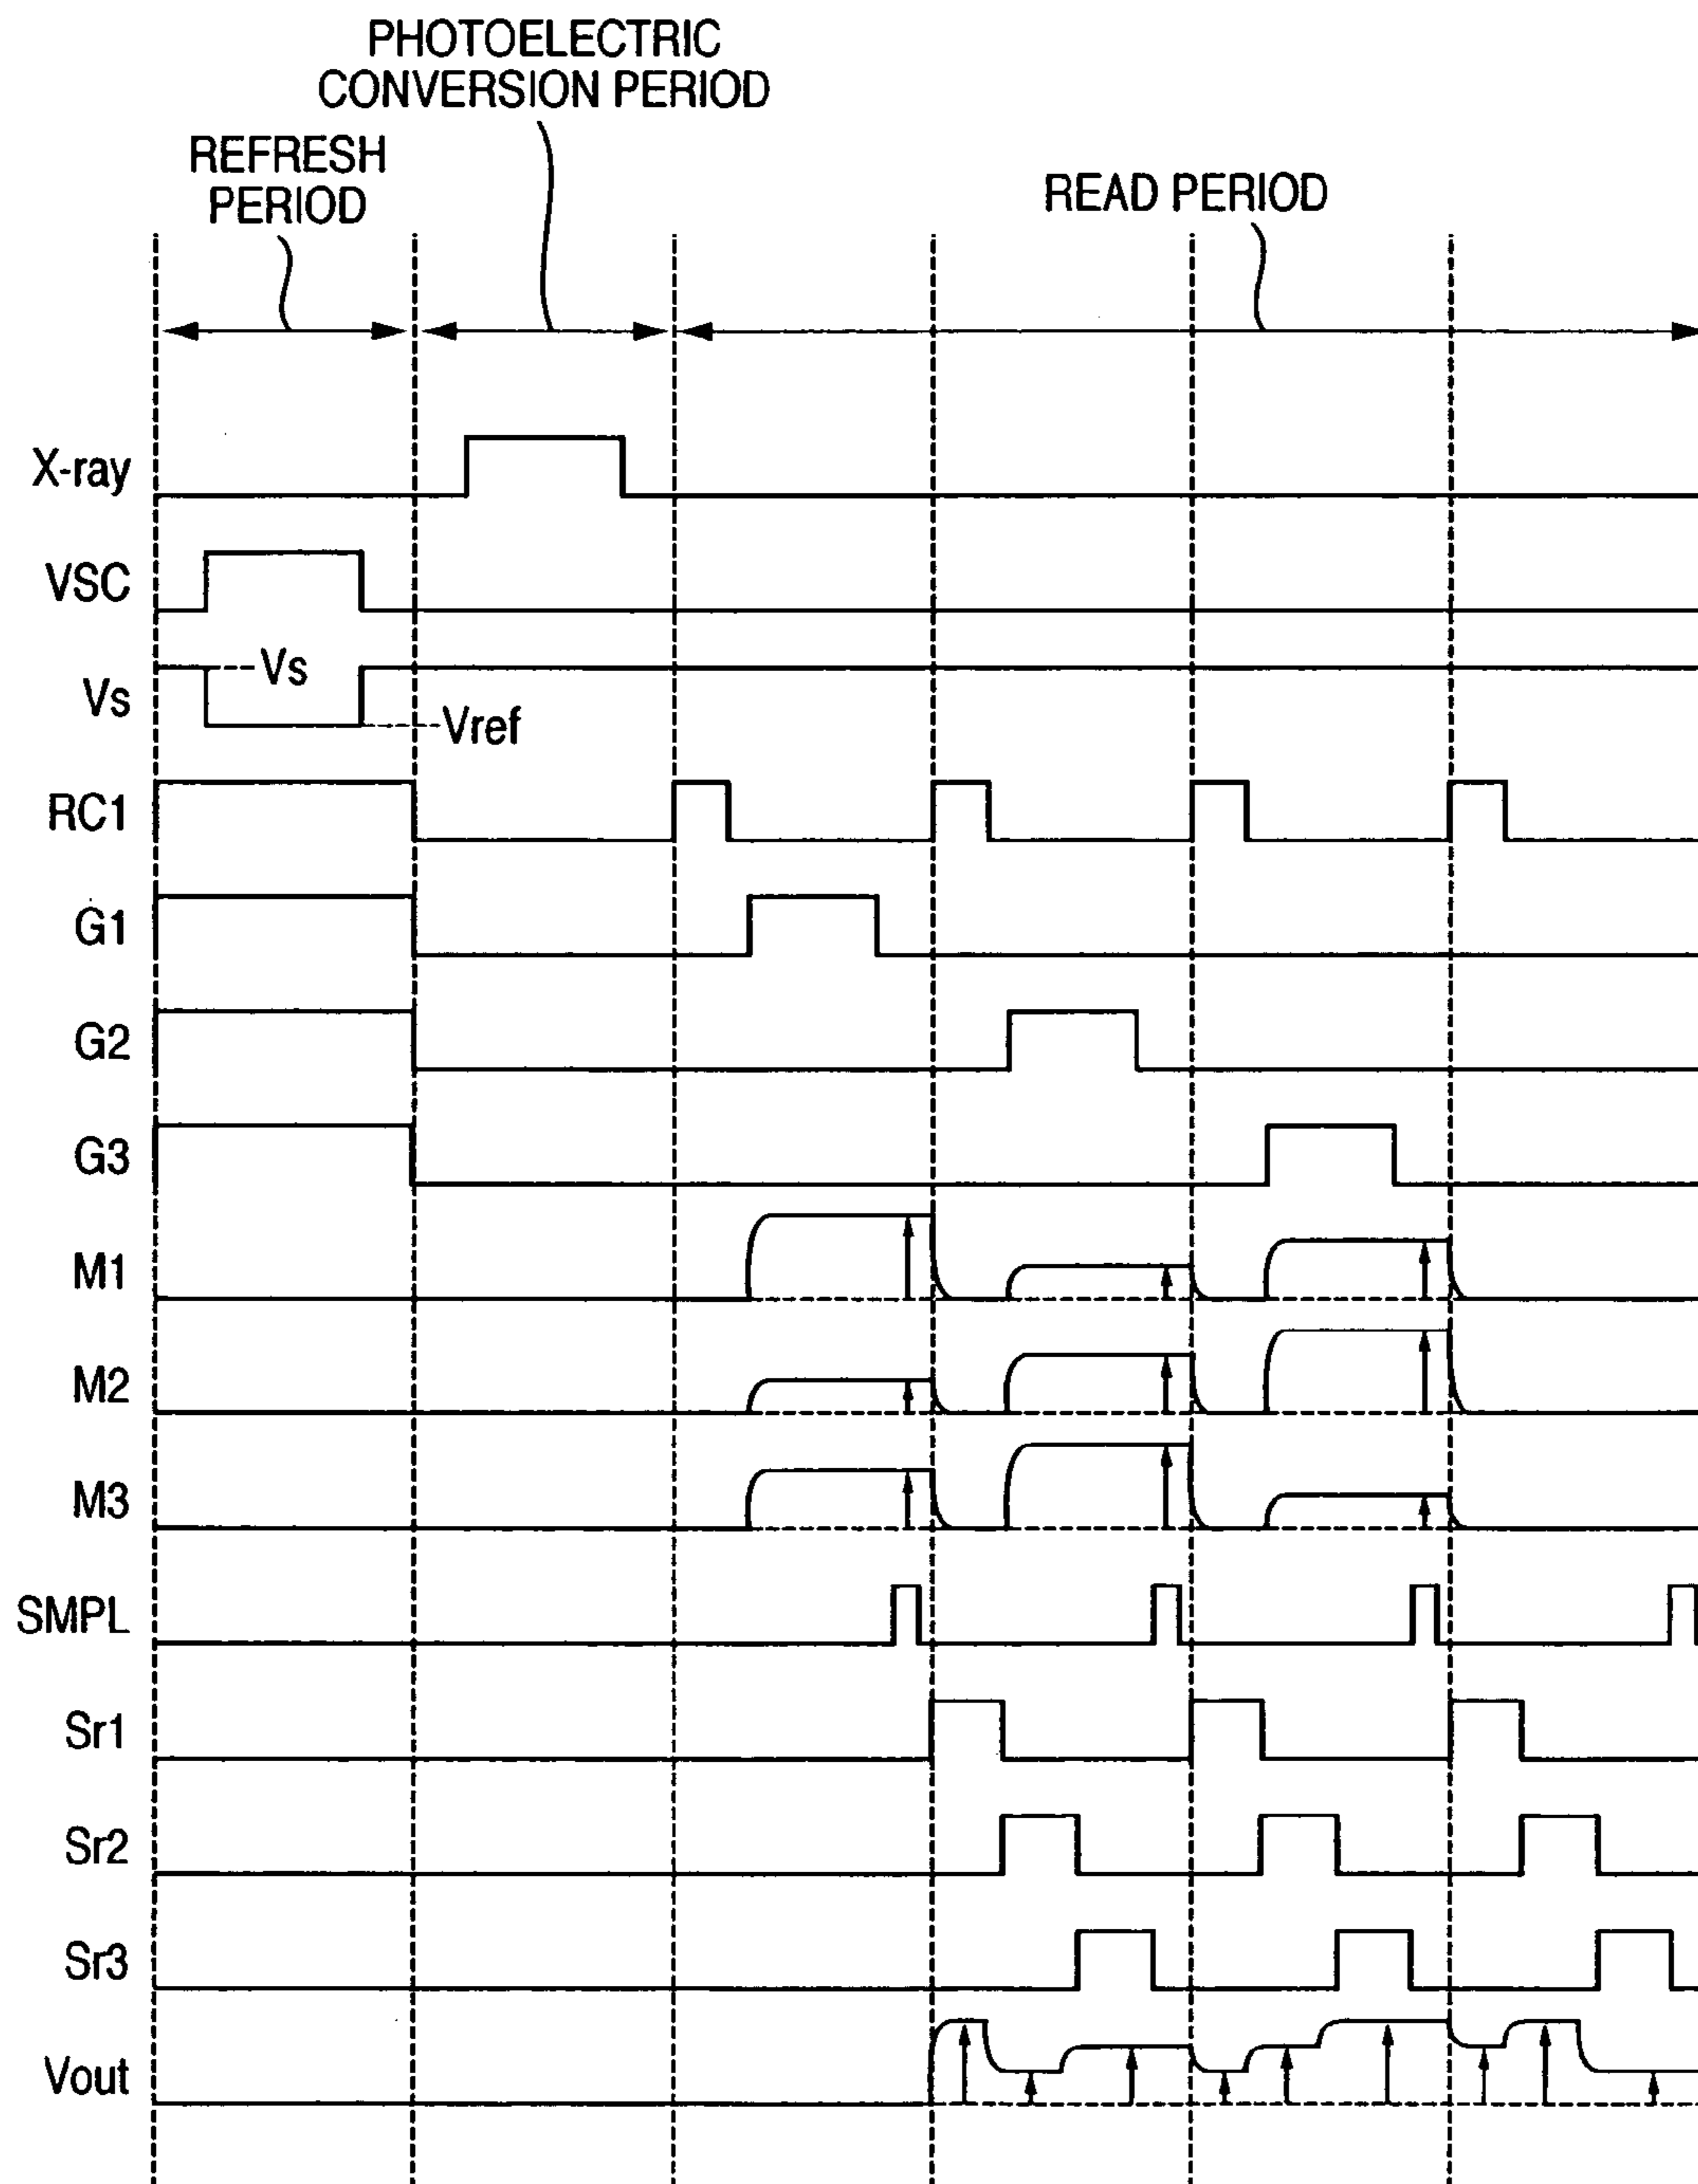 PHOTOELECTRIC
CONVERSION PERIOD
REFRESH
PERIOD
READ PERIOD
X-ray
VSC
Vs
Vs
Vref
RC1
G1
G2
G3
M1
M2
M3
SMPL
Sr1
Sr2
Sr3
Vout